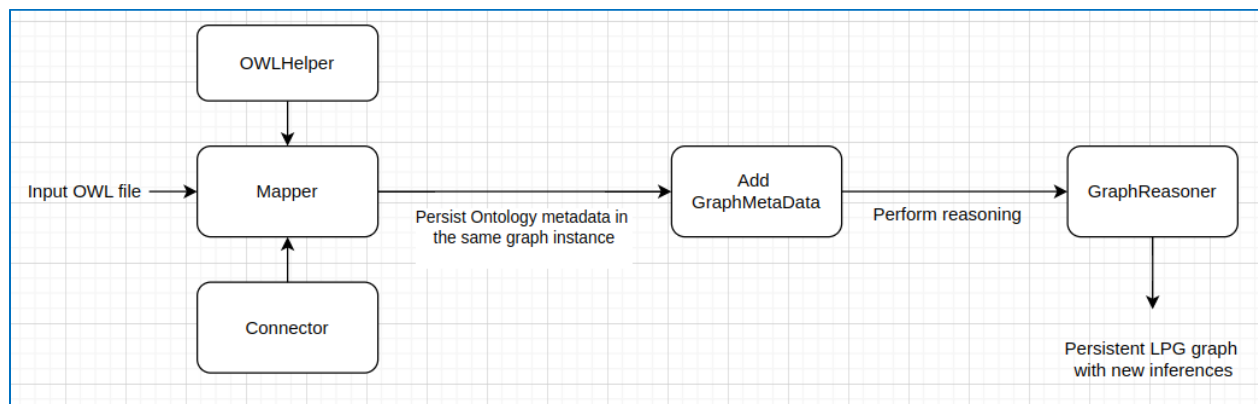 OWLHelper
Input OWL file
Mapper
Persist Ontology metadata in
the same graph instance
Add
GraphMetaData
Perform reasoning
GraphReasoner
Connector
Persistent LPG graph
with new inferences